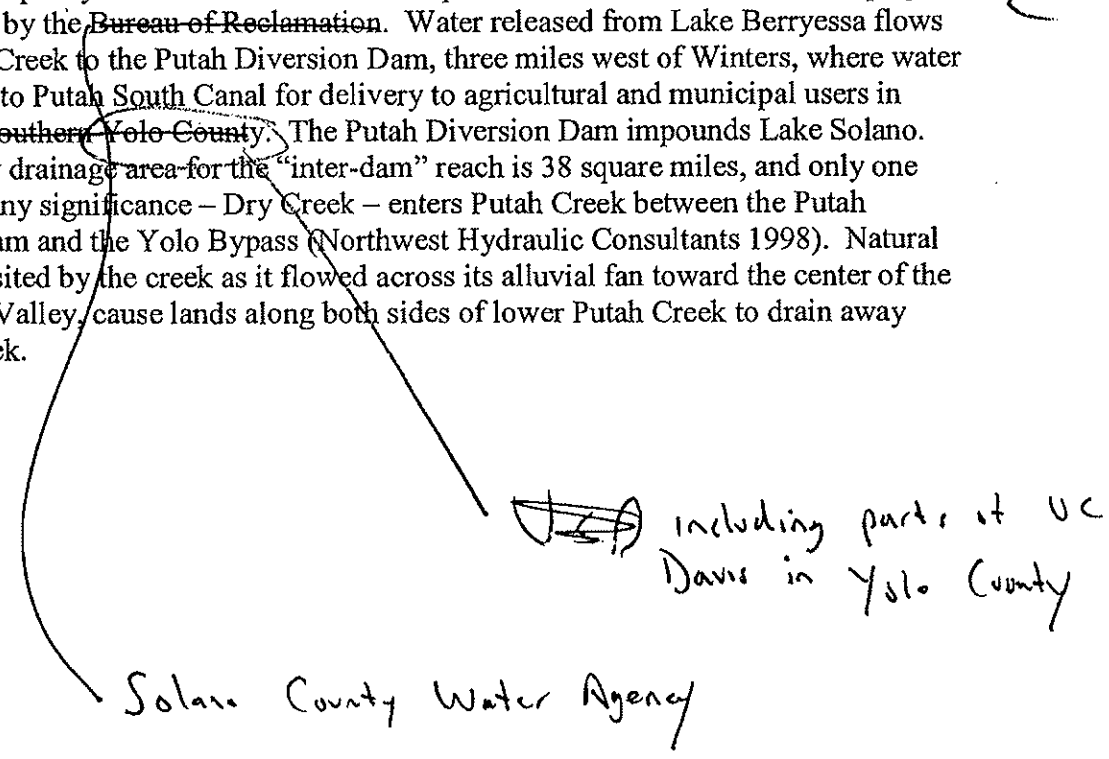 by the Bureau of Reclamation. Water released from Lake Berryessa flows
Creek to the Putah Diversion Dam, three miles west of Winters, where water
to Putah South Canal for delivery to agricultural and municipal users in
outhern Yolo County. The Putah Diversion Dam impounds Lake Solano.
drainage area for the “inter-dam” reach is 38 square miles, and only one
ny significance – Dry Creek – enters Putah Creek between the Putah
am and the Yolo Bypass (Northwest Hydraulic Consultants 1998). Natural
sited by the creek as it flowed across its alluvial fan toward the center of the
Valley, cause lands along both sides of lower Putah Creek to drain away
ek.
including parts of UC
Davis in Yolo County
Solano County Water Agency